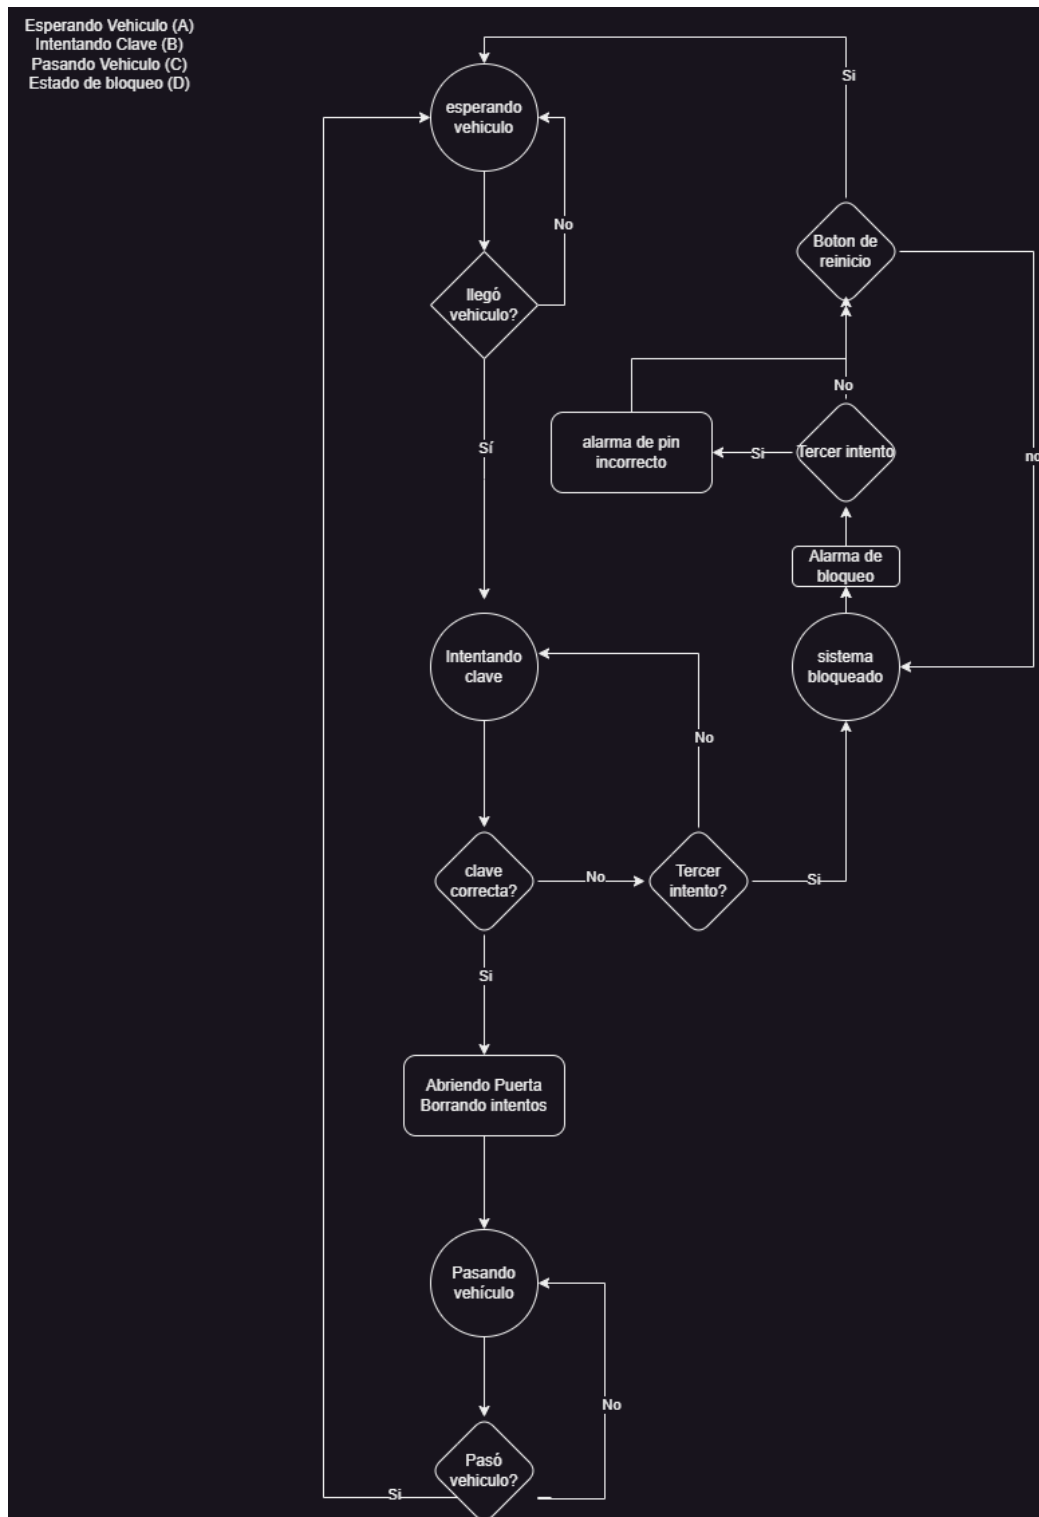 Esperando Vehiculo (A)
Intentando Clave (B)
Pasando Vehiculo (C)
Estado de bloqueo (D)
esperando
vehiculo
Si
No
Boton de
reinicio
llegó
vehiculo?
No
Sí
alarma de pin
incorrecto
Si
Tercer intento
no
Alarma de
bloqueo
Intentando
clave
sistema
bloqueado
No
clave
correcta?
No
Tercer
intento?
Si
Si
Abriendo Puerta
Borrando intentos
Pasando
vehículo
No
Pasó
vehiculo?
Si